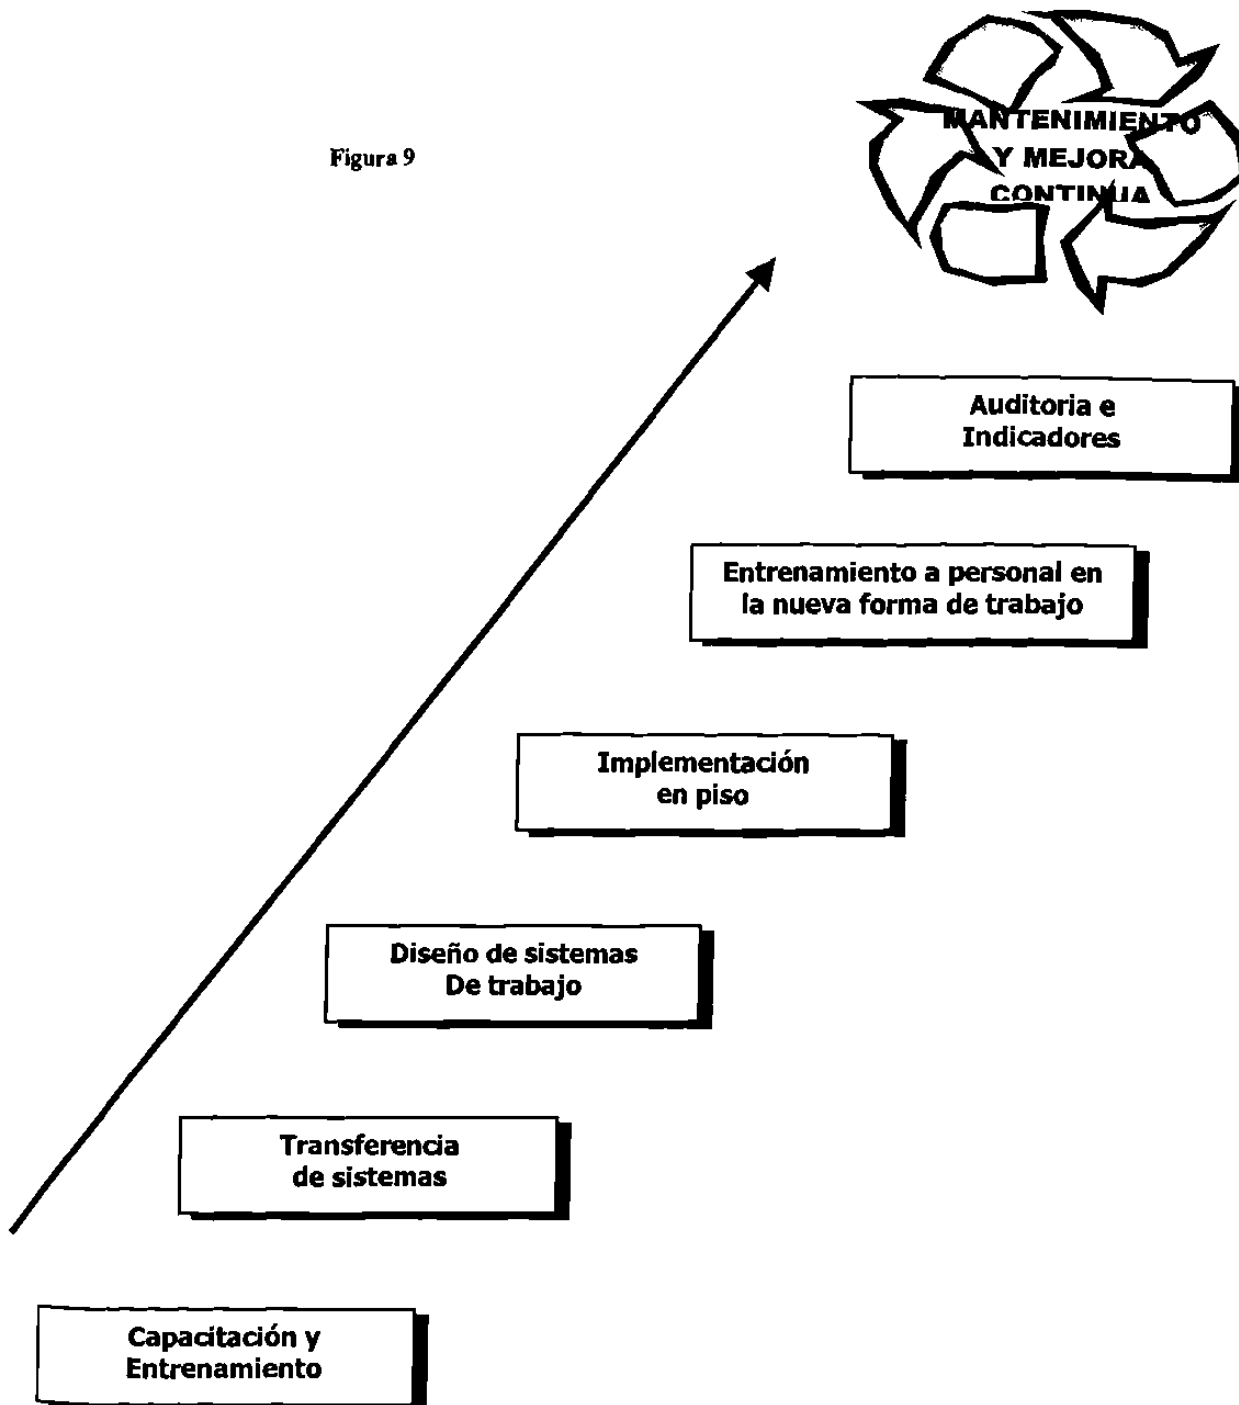 Figura 9
MANTENIMIENTO
Y MEJORA
CONTINUA
Auditoria e
Indicadores
Entrenamiento a personal en
la nueva forma de trabajo
Implementación
en piso
Diseño de sistemas
De trabajo
Transferencia
de sistemas
Capacitación y
Entrenamiento